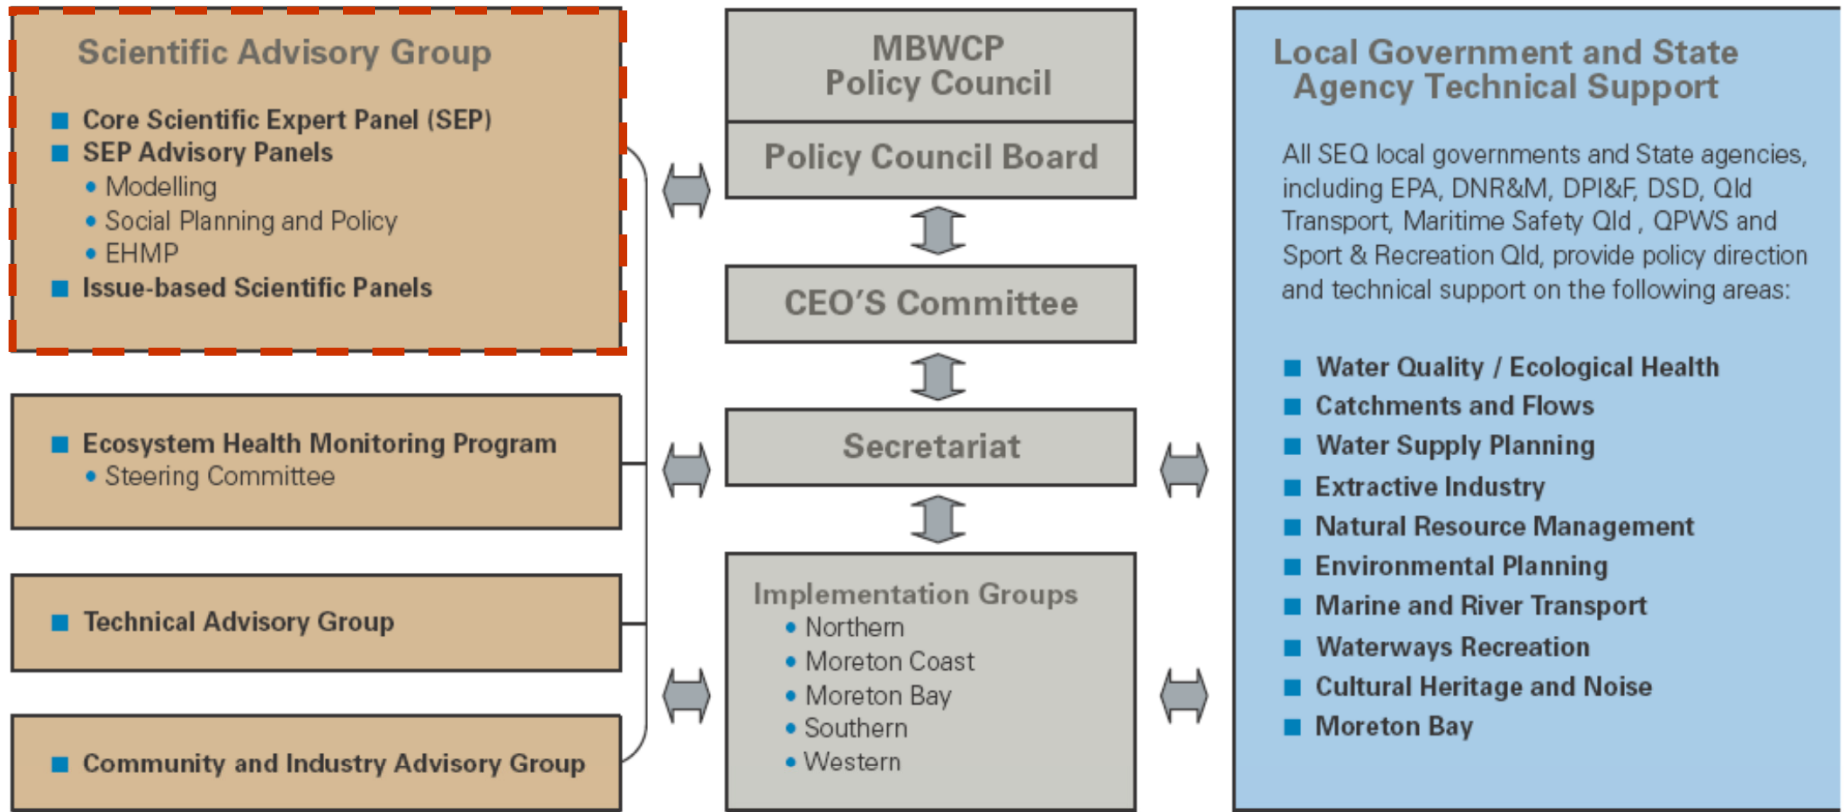 Scientific Advisory Group
Core Scientific Expert Panel (SEP)
SEP Advisory Panels
Modelling
Social Planning and Policy
EHMP
Issue-based Scientific Panels
Ecosystem Health Monitoring Program
Steering Committee
Technical Advisory Group
Community and Industry Advisory Group
MBWCP
Policy Council
Policy Council Board
CEO'S Committee
Secretariat
Implementation Groups
Northern
Moreton Coast
Moreton Bay
Southern
Western
Local Government and State
Agency Technical Support
All SEQ local governments and State agencies,
including EPA, DNR&M, DPI&F, DSD, Qld
Transport, Maritime Safety Qld , QPWS and
Sport & Recreation Qld, provide policy direction
and technical support on the following areas:
Water Quality / Ecological Health
Catchments and Flows
Water Supply Planning
Extractive Industry
Natural Resource Management
Environmental Planning
Marine and River Transport
Waterways Recreation
Cultural Heritage and Noise
Moreton Bay